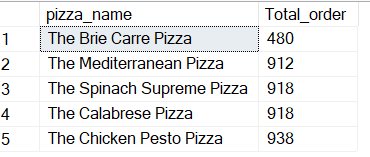 pizza_name Total_order
1 The Brie Carre Pizza 480
2 The Mediterranean Pizza 912
3 The Spinach Supreme Pizza 918
4 The Calabrese Pizza 918
5 The Chicken Pesto Pizza 938